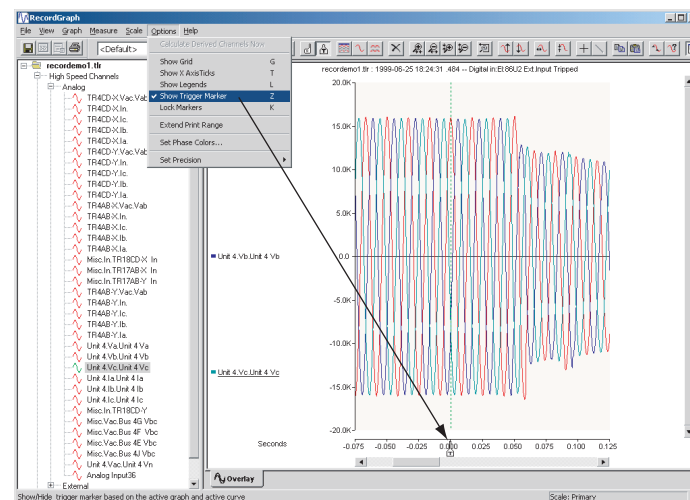 RecordGraph
File View Graph Measure Scale Options Help
<Default>
Calculate Derived Channels Now
Show Grid G
Show X AxisTicks T
Show Legends L
Show Trigger Marker Z
Lock Markers K
Extend Print Range
Set Phase Colors...
Set Precision
recordemo1.tlr
High Speed Channels
Analog
TR4CD-X.Vac.Vab
TR4CD-X.In.
TR4CD-X.Ic.
TR4CD-X.Ib.
TR4CD-X.Ia.
TR4CD-Y.Vac.Vab
TR4CD-Y.In.
TR4CD-Y.Ic.
TR4CD-Y.Ib.
TR4CD-Y.Ia.
TR4AB-X.Vac.Vab
TR4AB-X.In.
TR4AB-X.Ic.
TR4AB-X.Ib.
TR4AB-X.Ia.
Misc.In.TR18CD-X In
Misc.In.TR17AB-X In
Misc.In.TR17AB-Y In
TR4AB-Y.Vac.Vab
TR4AB-Y.In.
TR4AB-Y.Ic.
TR4AB-Y.Ib.
TR4AB-Y.Ia.
Unit 4.Va.Unit 4 Va
Unit 4.Vb.Unit 4 Vb
Unit 4.Vc.Unit 4 Vc
Unit 4.Ia.Unit 4 Ia
Unit 4.Ib.Unit 4 Ib
Unit 4.Ic.Unit 4 Ic
Misc.In.TR18CD-Y
Misc.Vac.Bus 4G Vbc
Misc.Vac.Bus 4F Vbc
Misc.Vac.Bus 4E Vbc
Misc.Vac.Bus 4J Vbc
Unit 4.Vac.Unit 4 Vn
Analog Input36
External
recordemo1.tlr : 1999-06-25 18:24:31 .484 -- Digital in:El:86U2 Ext.Input Tripped
20.0K
15.0K
10.0K
5.0K
0.0
-5.0K
-10.0K
-15.0K
-20.0K
Unit 4.Vb.Unit 4 Vb
Unit 4.Vc.Unit 4 Vc
Seconds
-0.075 -0.050 -0.025 0.000 0.025 0.050 0.075 0.100 0.125
T
Overlay
Show/Hide trigger marker based on the active graph and active curve
Scale: Primary